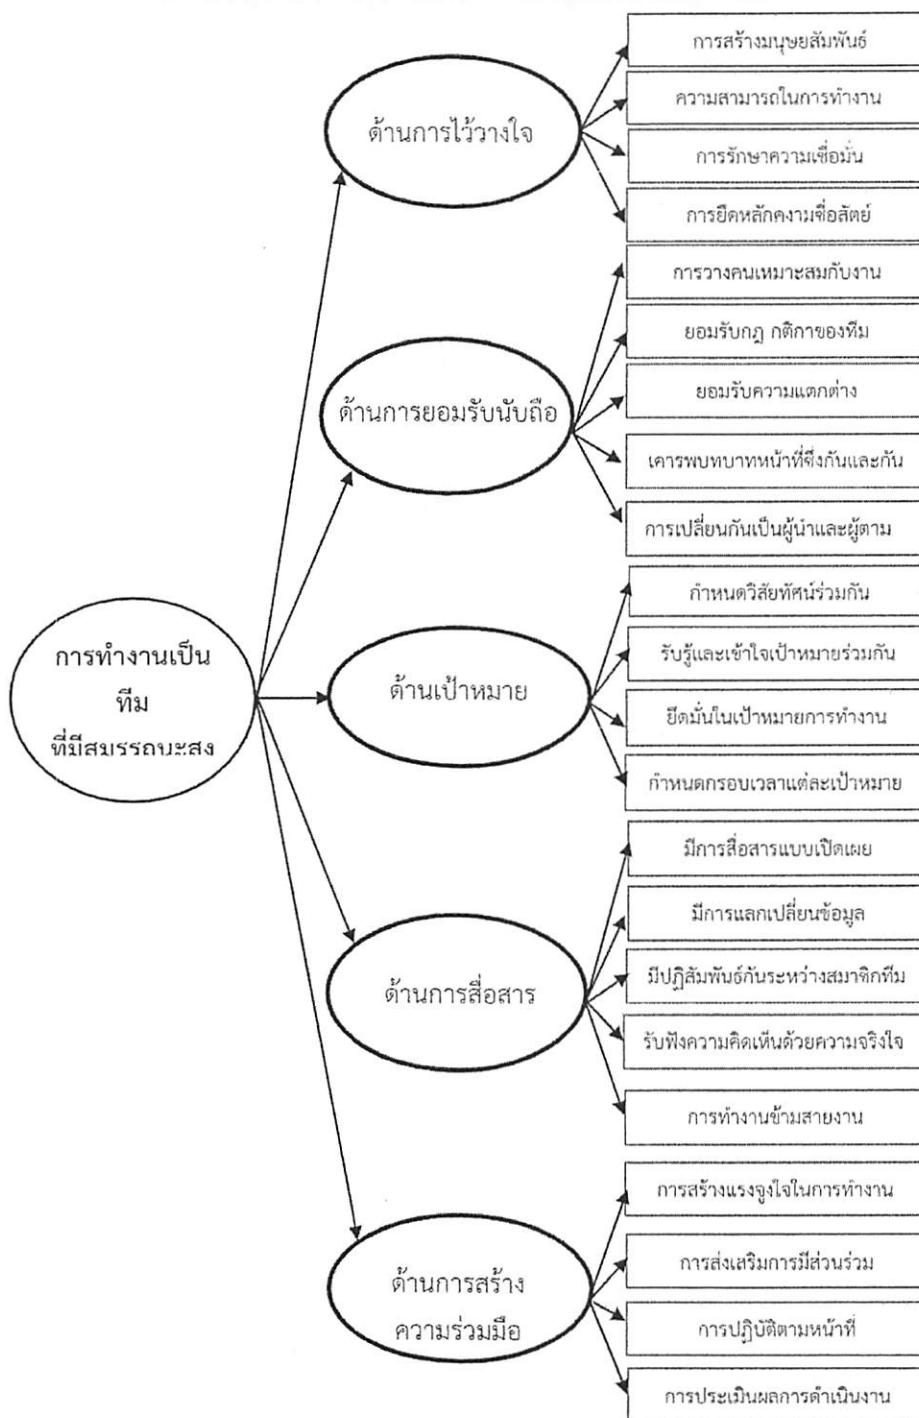 การสร้างมนุษยสัมพันธ์
ความสามารถในการทำงาน
ด้านการไว้วางใจ
การรักษาความเชื่อมั่น
การยึดหลักคงามซื่อสัตย์
การวางคนเหมาะสมกับงาน
ยอมรับกฎ กติกาของทีม
ยอมรับความแตกต่าง
ด้านการยอมรับนับถือ
เคารพบทบาทหน้าที่ซึ่งกันและกัน
การเปลี่ยนกันเป็นผู้นำและผู้ตาม
กำหนดวิสัยทัศน์ร่วมกัน
การทำงานเป็น
ทีม
ที่มีสมรรถนะสูง
รับรู้และเข้าใจเป้าหมายร่วมกัน
ด้านเป้าหมาย
ยึดมั่นในเป้าหมายการทำงาน
กำหนดกรอบเวลาแต่ละเป้าหมาย
มีการสื่อสารแบบเปิดเผย
มีการแลกเปลี่ยนข้อมูล
มีปฏิสัมพันธ์กันระหว่างสมาชิกทีม
ด้านการสื่อสาร
รับฟังความคิดเห็นด้วยความจริงใจ
การทำงานข้ามสายงาน
การสร้างแรงจูงใจในการทำงาน
การส่งเสริมการมีส่วนร่วม
ด้านการสร้าง
ความร่วมมือ
การปฏิบัติตามหน้าที่
การประเมินผลการดำเนินงาน